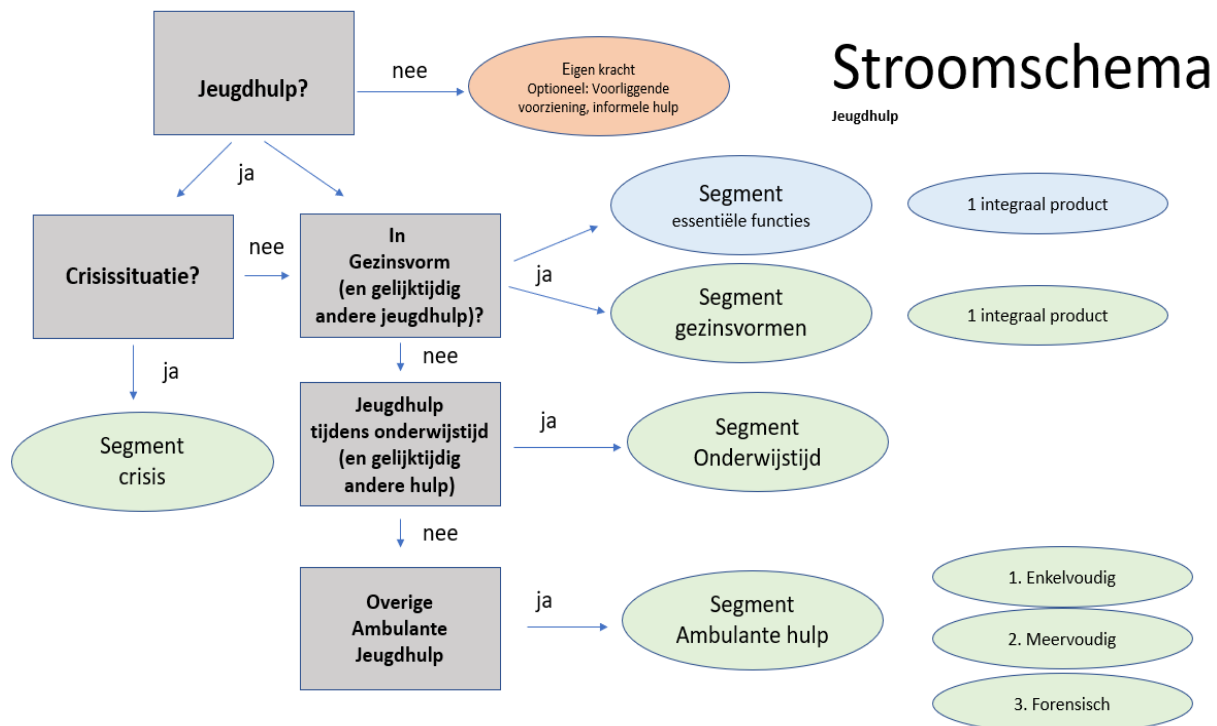 Stroomschema
Jeugdhulp
Jeugdhulp?
nee
Eigen kracht
Optioneel: Voorliggende
voorziening, informele hulp
ja
Crisissituatie?
nee
In
Gezinsvorm
(en gelijktijdig
andere jeugdhulp)?
ja
Segment
essentiële functies
1 integraal product
Segment
gezinsvormen
1 integraal product
ja
Segment
crisis
nee
Jeugdhulp
tijdens onderwijstijd
(en gelijktijdig
andere hulp)
ja
Segment
Onderwijstijd
nee
Overige
Ambulante
Jeugdhulp
ja
Segment
Ambulante hulp
1. Enkelvoudig
2. Meervoudig
3. Forensisch